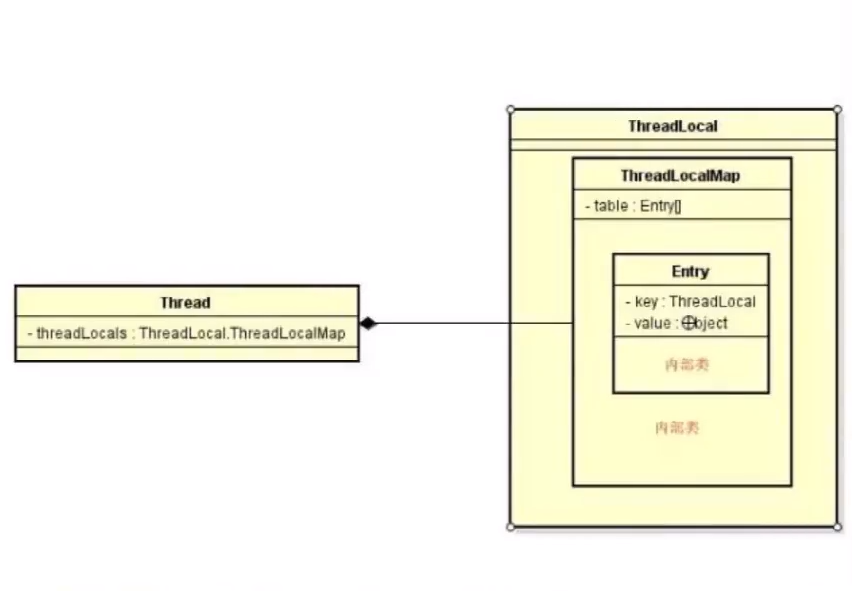 ThreadLocal
ThreadLocalMap
- table : Entry[]
Entry
- key : ThreadLocal
- value : Object
内部类
内部类
Thread
- threadLocals : ThreadLocal.ThreadLocalMap